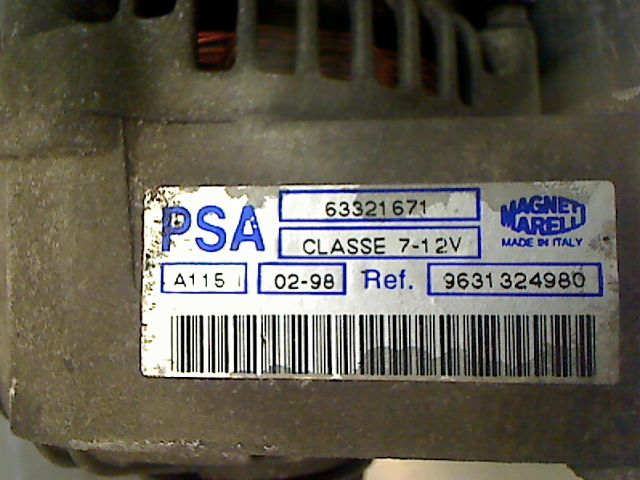 PSA
63321671
CLASSE 7-12V
MAGNETI
MARELLI
MADE IN ITALY
A115
02-98
Ref.
9631324980